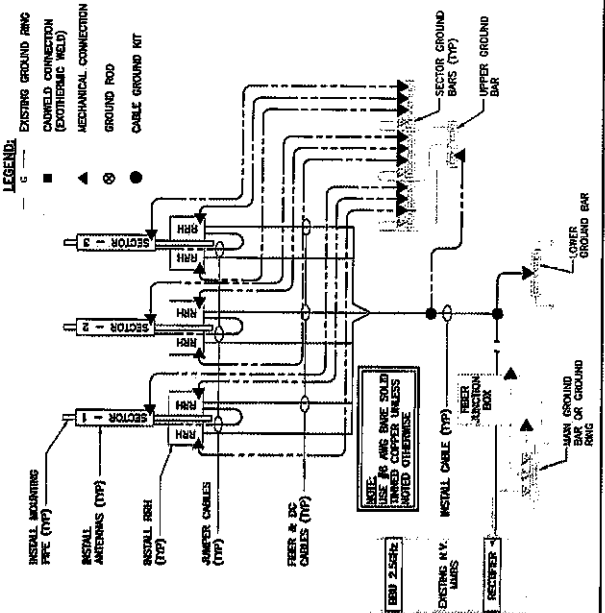 LEGEND:
— G — EXISTING GROUND RING
CADWELD CONNECTION
(EXOTHERMIC WELD)
MECHANICAL CONNECTION
GROUND ROD
CABLE GROUND KIT
INSTALL MOUNTING
PIPE (TYP)
INSTALL
ANTENNAS (TYP)
INSTALL RRH
(TYP)
JUMPER CABLES
(TYP)
FIBER & DC
CABLES (TYP)
SECTOR - 1
SECTOR - 2
SECTOR - 3
RRH
RRH
RRH
RRH
RRH
RRH
SECTOR GROUND
BARS (TYP)
UPPER GROUND
BAR
NOTE:
USE #6 AWG BARE SOLID
TINNED COPPER UNLESS
NOTED OTHERWISE
INSTALL CABLE (TYP)
FIBER
JUNCTION
BOX
LOWER
GROUND BAR
MAIN GROUND
BAR OR GROUND
RING
BBU 2.5GHz
EXISTING N.V.
MMBS
RECTIFIER